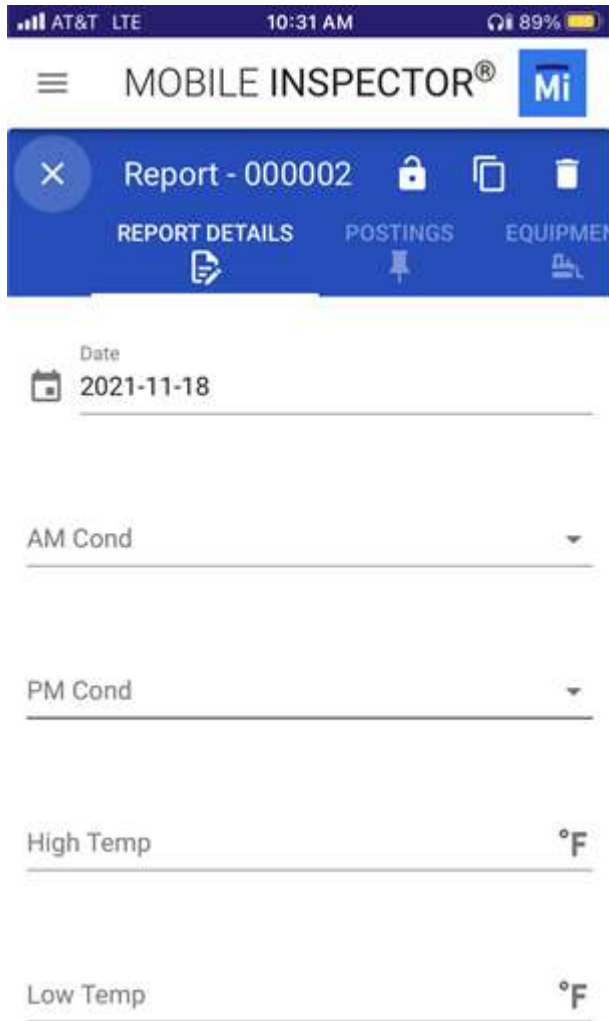 AT&T LTE 10:31 AM 89%
MOBILE INSPECTOR® Mi
Report - 000002
REPORT DETAILS POSTINGS EQUIPMEN
Date
2021-11-18
AM Cond
PM Cond
High Temp °F
Low Temp °F